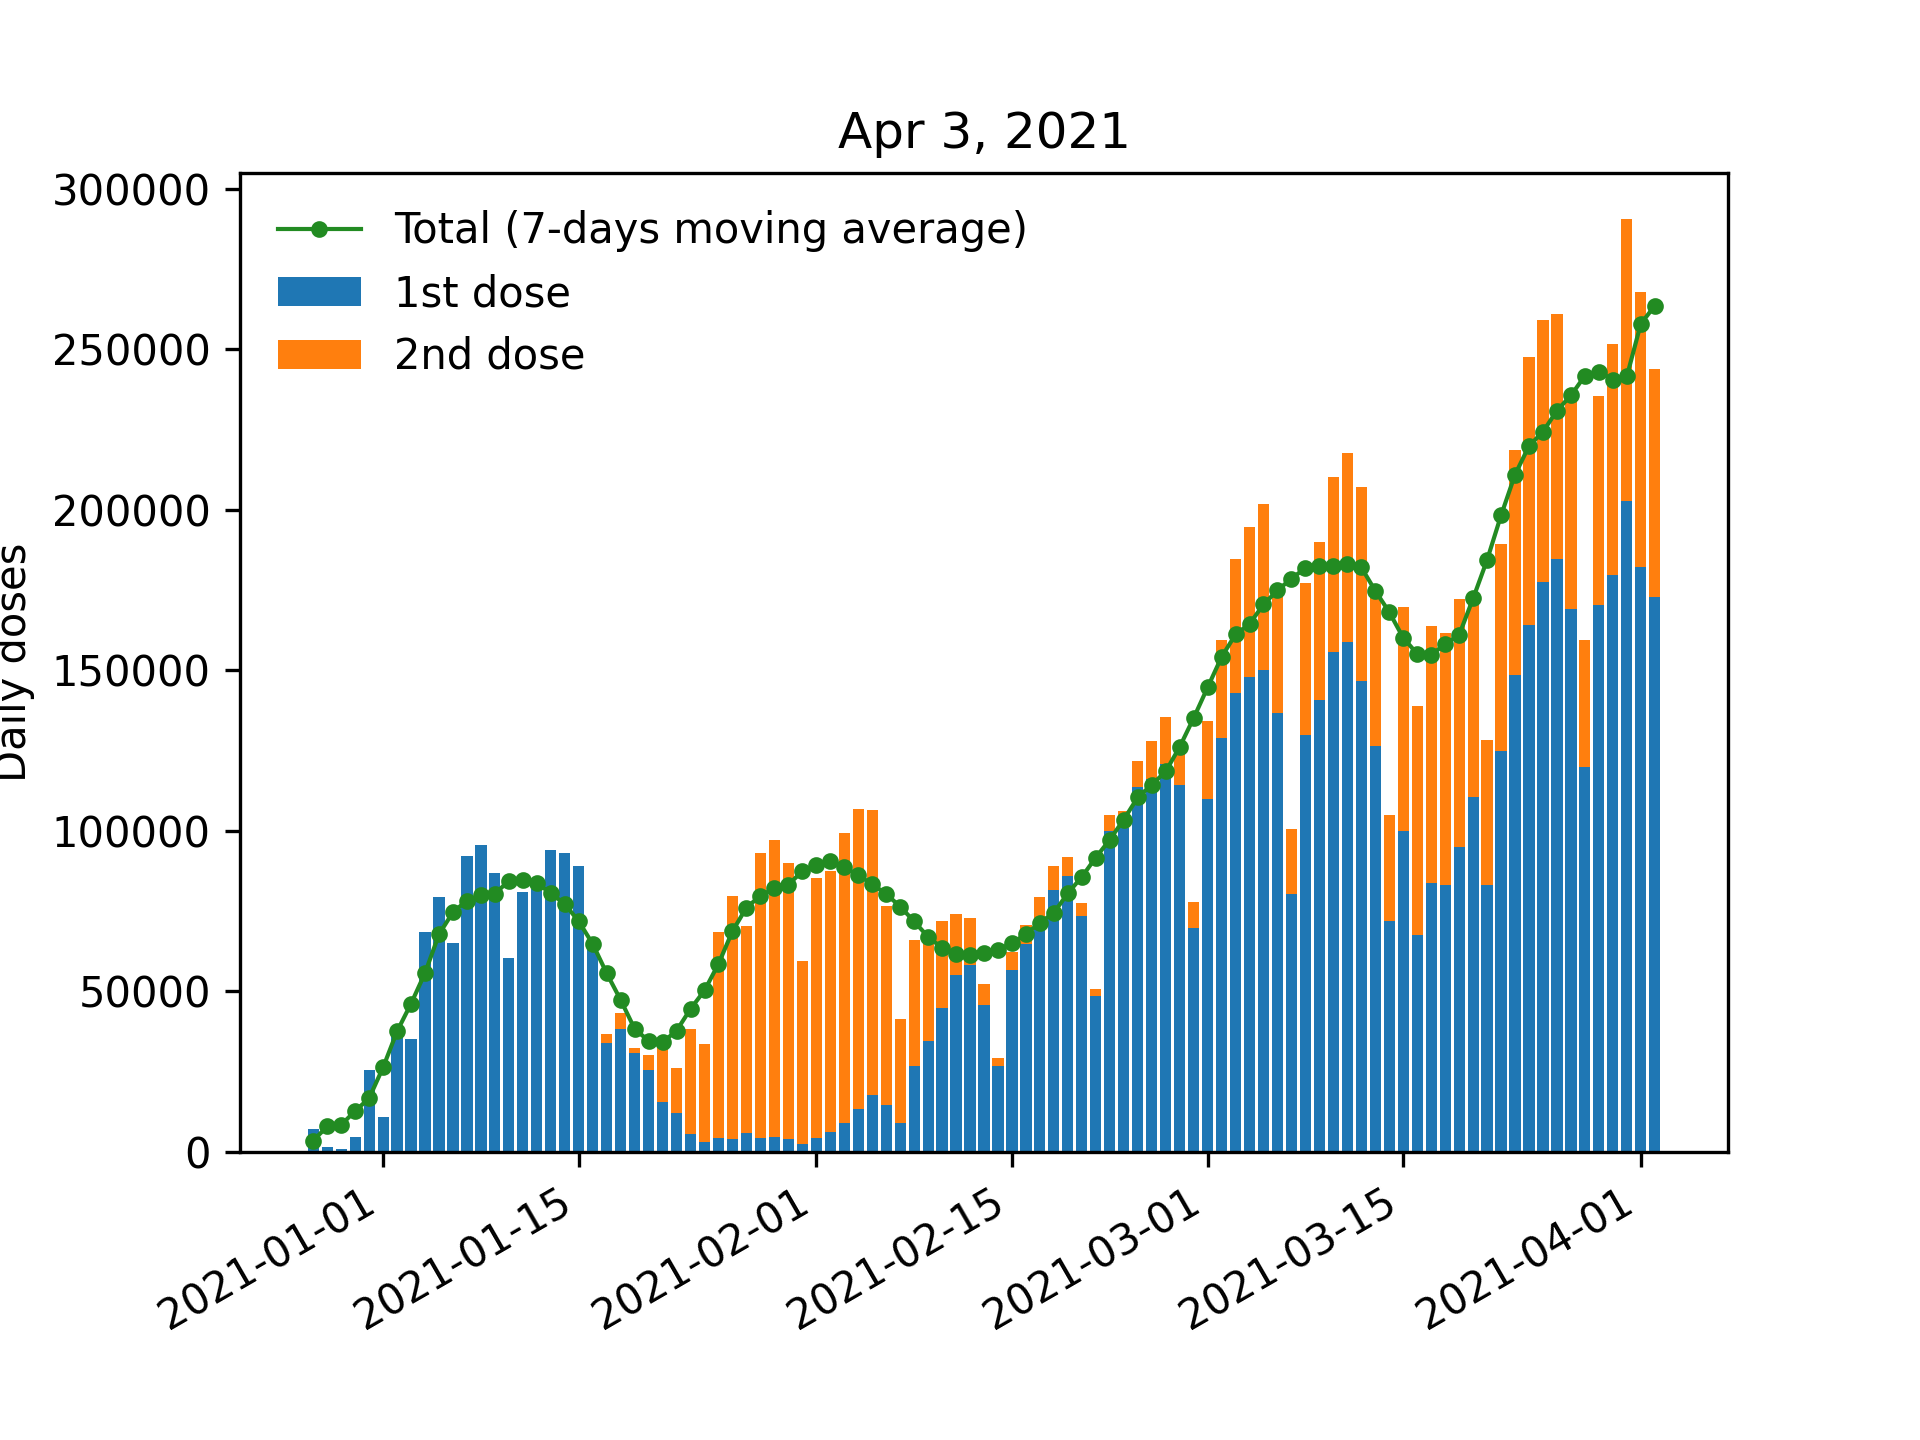 Apr 3, 2021
300000
250000
200000
150000
100000
50000
0
Daily doses
Total (7-days moving average)
1st dose
2nd dose
2021-01-01
2021-01-15
2021-02-01
2021-02-15
2021-03-01
2021-03-15
2021-04-01